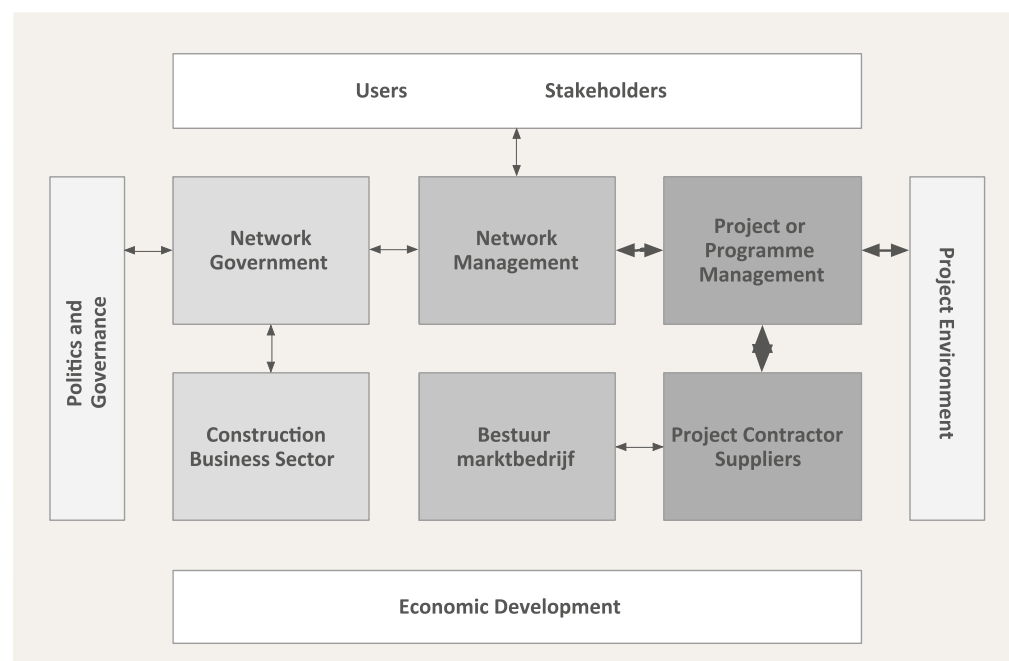 Users
Stakeholders
Politics and
Governance
Network
Government
Network
Management
Project or
Programme
Management
Project Environment
Construction
Business Sector
Bestuur
marktbedrijf
Project Contractor
Suppliers
Economic Development